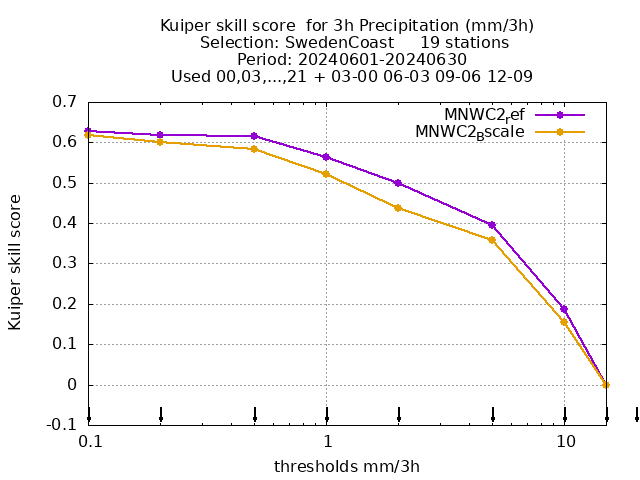 Kuiper skill score  for 3h Precipitation (mm/3h)
Selection: SwedenCoast     19 stations
Period: 20240601-20240630
Used 00,03,...,21 + 03-00 06-03 09-06 12-09
0.7
0.6
0.5
0.4
0.3
0.2
0.1
0
-0.1
Kuiper skill score
MNWC2ref
MNWC2Bscale
0.1
1
10
thresholds mm/3h